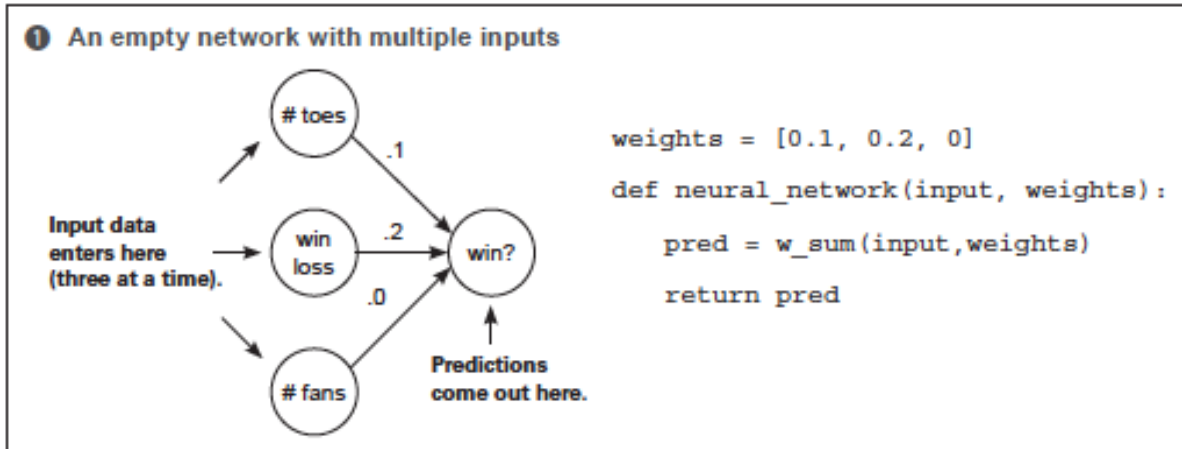 1 An empty network with multiple inputs
# toes
.1
Input data
enters here
(three at a time).
win
loss
.2
win?
.0
# fans
Predictions
come out here.
weights = [0.1, 0.2, 0]
def neural_network(input, weights):
pred = w_sum(input,weights)
return pred